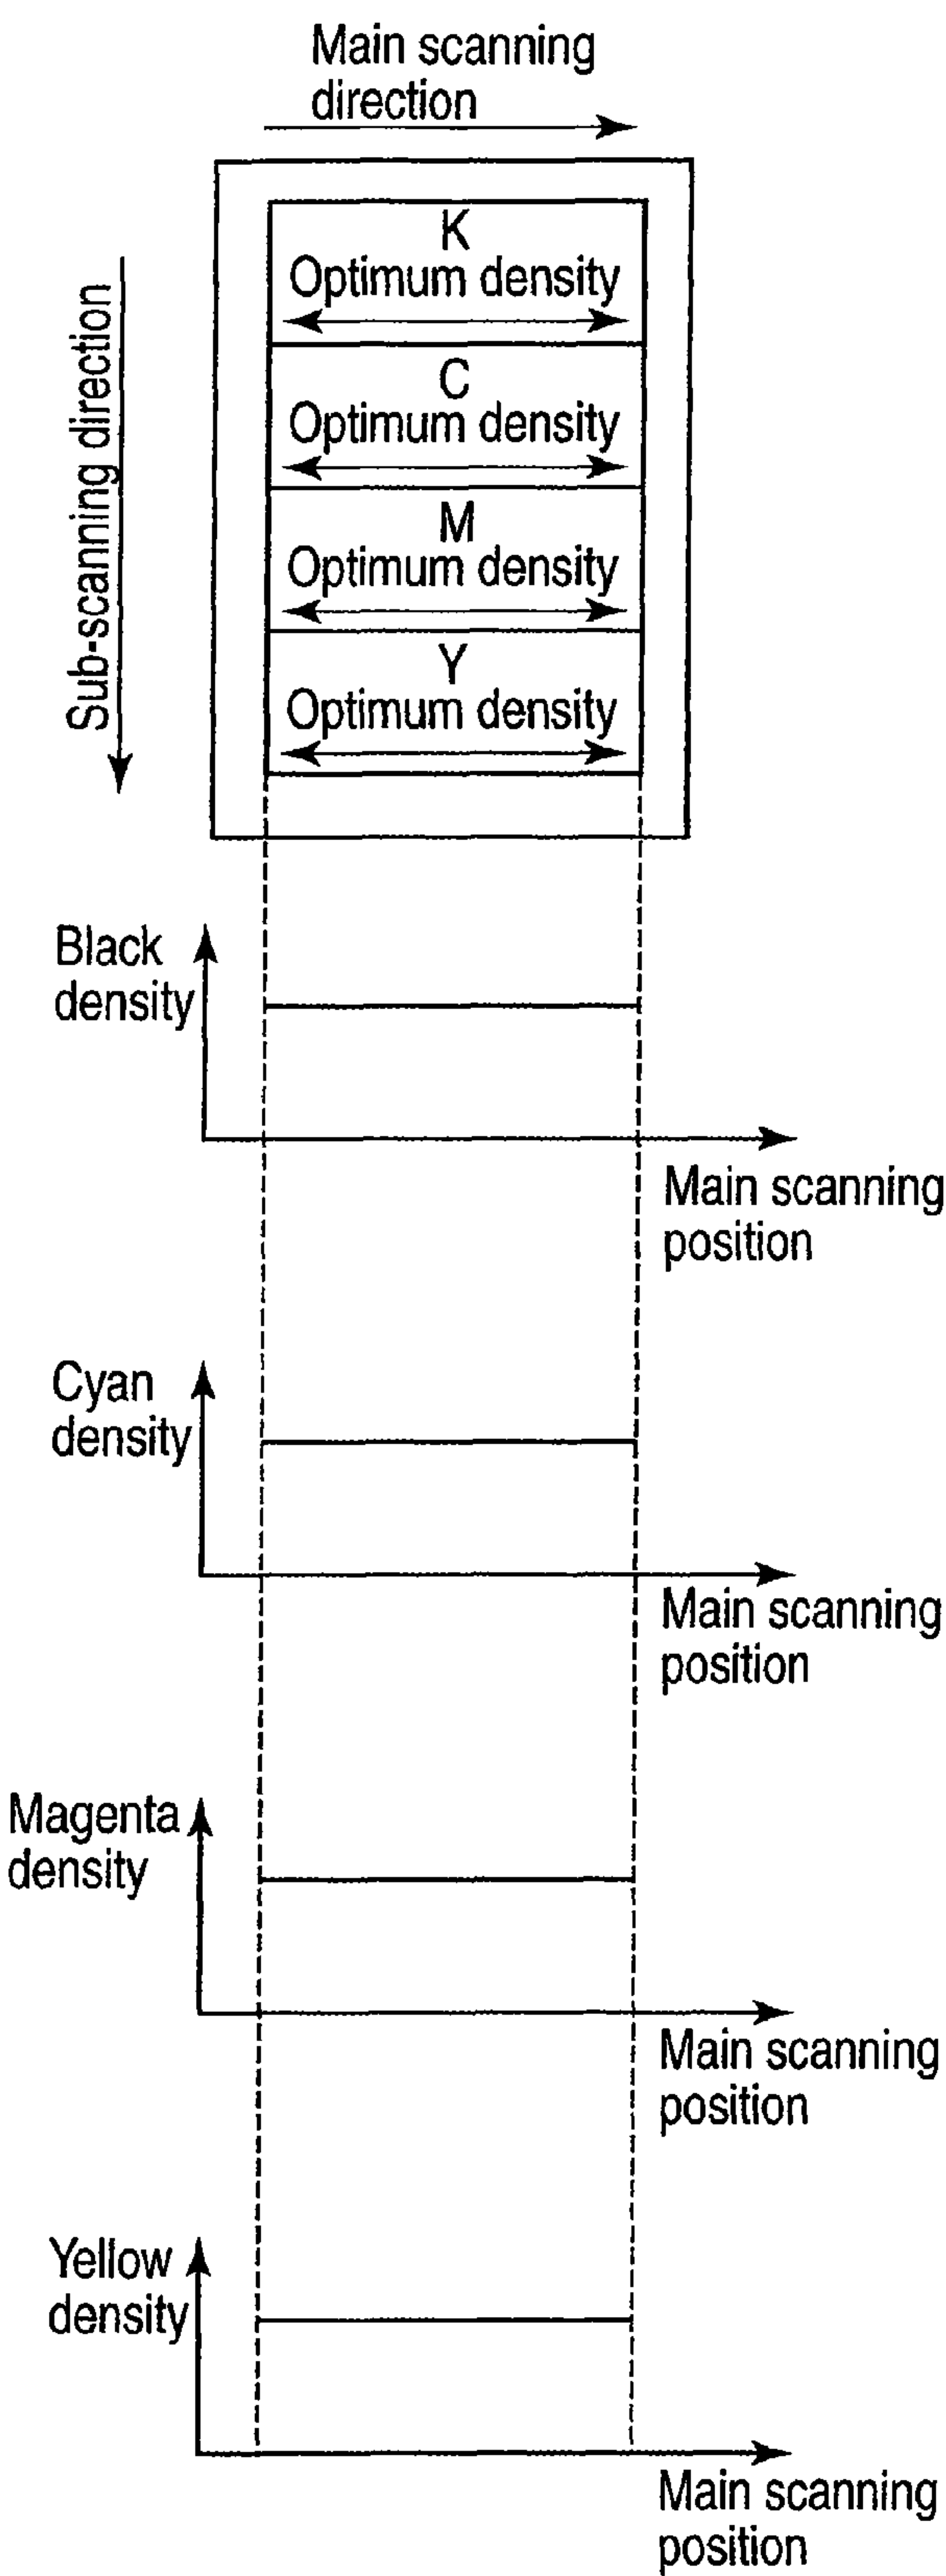 Main scanning
direction
Sub-scanning direction
K
Optimum density
C
Optimum density
M
Optimum density
Y
Optimum density
Black
density
Main scanning
position
Cyan
density
Main scanning
position
Magenta
density
Main scanning
position
Yellow
density
Main scanning
position